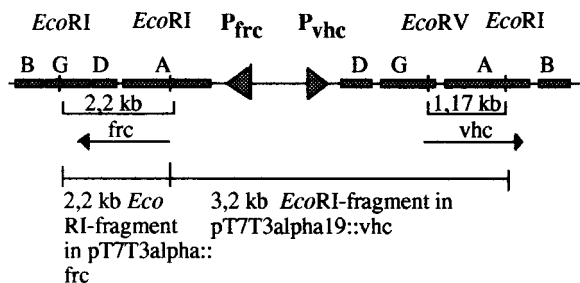 EcoRI EcoRI Pfrc Pvhc EcoRV EcoRI
B G D A D G A B
2,2 kb 1,17 kb
frc vhc
2,2 kb Eco
RI-fragment
in pT7T3alpha::
frc
3,2 kb EcoRI-fragment in
pT7T3alpha19::vhc